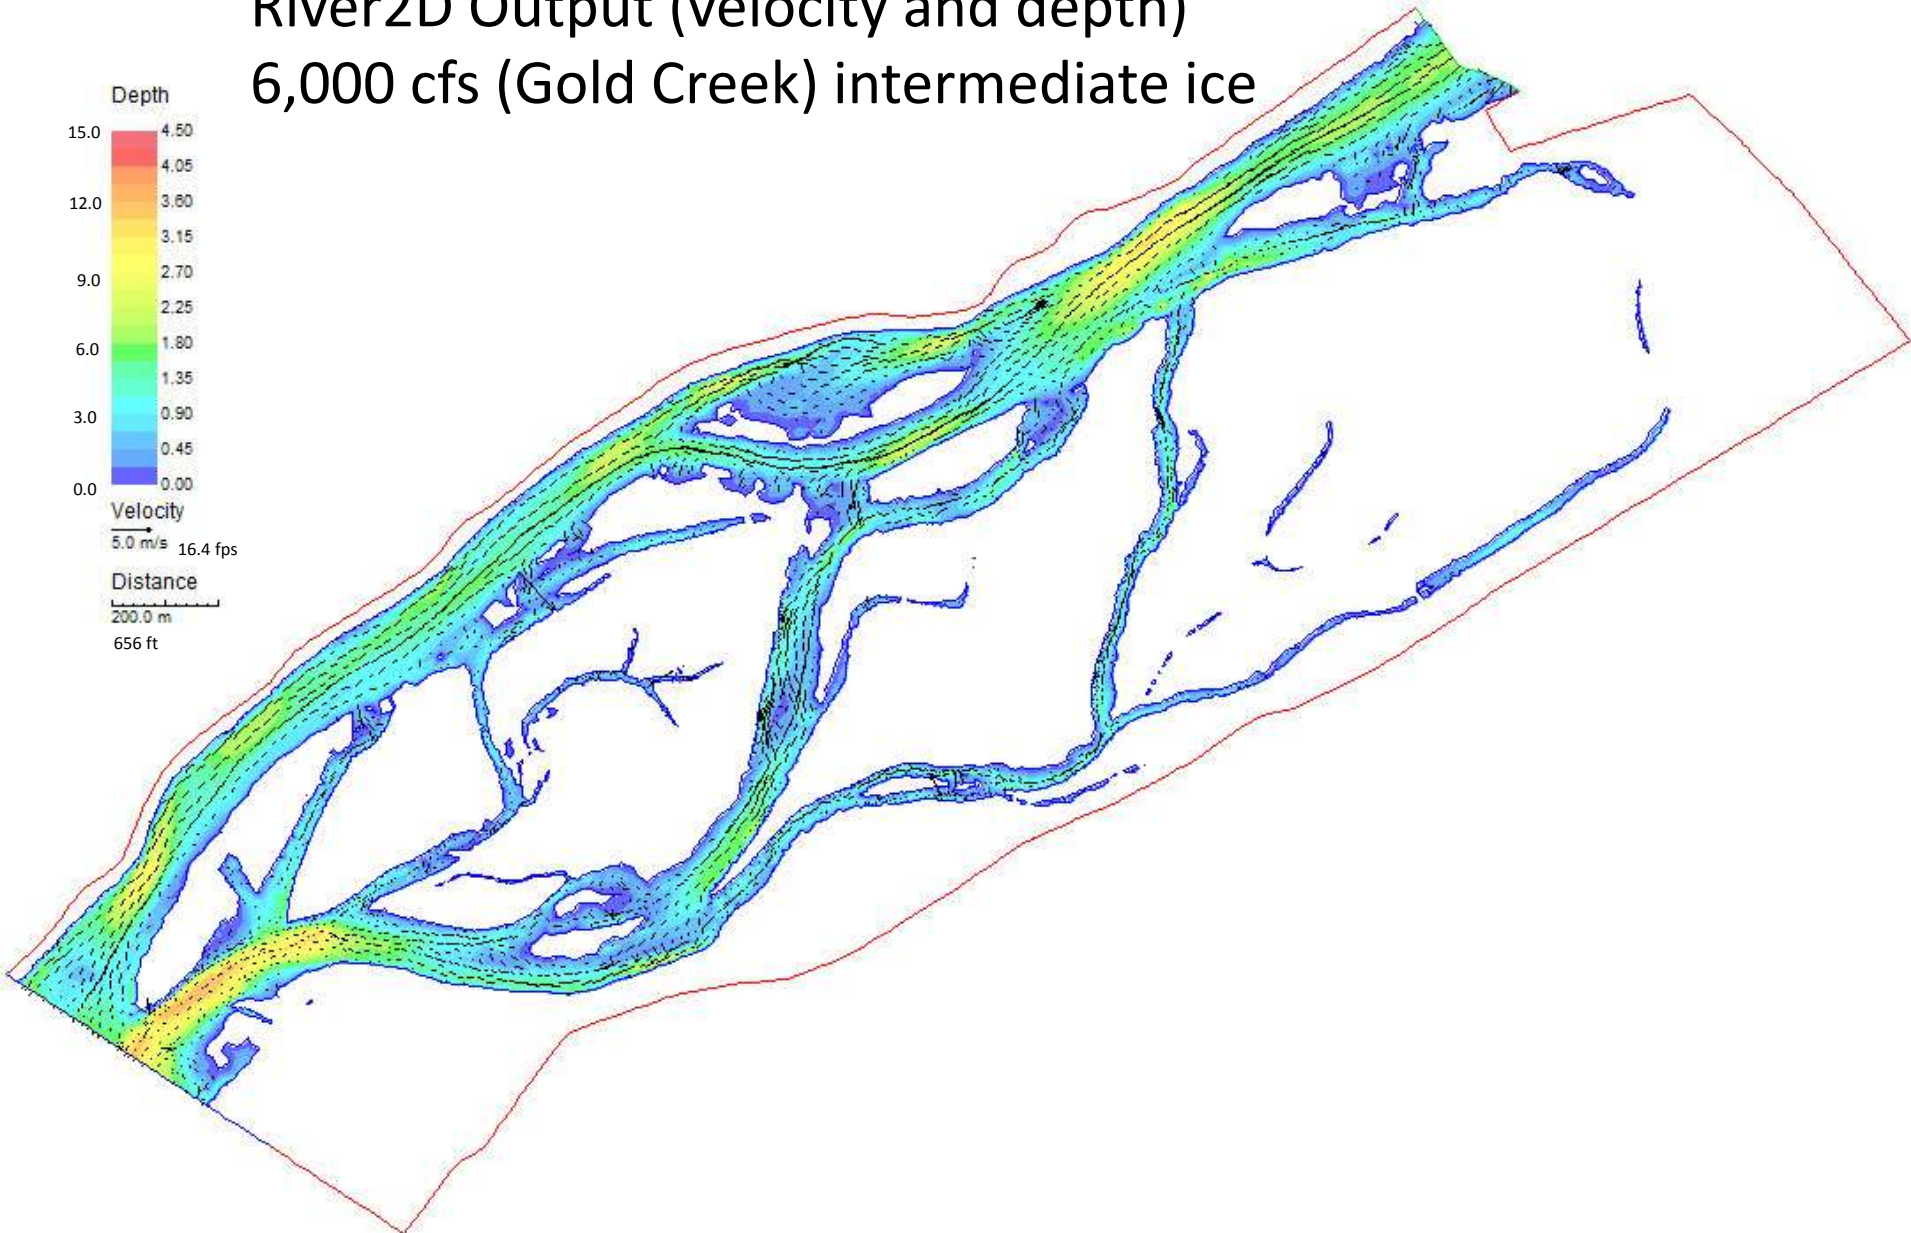 River2D Output (velocity and depth)
6,000 cfs (Gold Creek) intermediate ice
Depth
15.0 4.50
4.05
12.0 3.60
3.15
9.0 2.70
2.25
6.0 1.80
1.35
3.0 0.90
0.45
0.0 0.00
Velocity
5.0 m/s 16.4 fps
Distance
200.0 m
656 ft